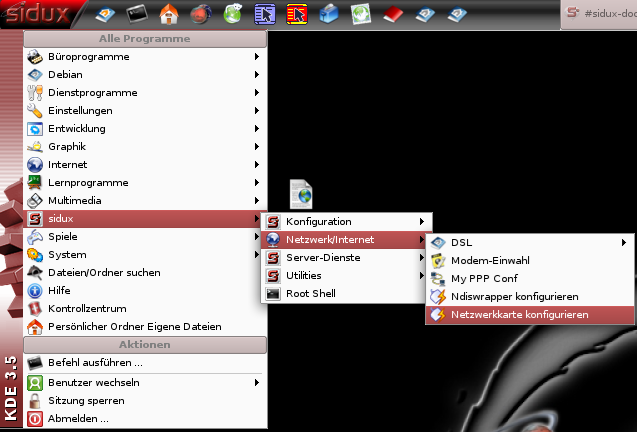 sidux
#sidux-doc
Alle Programme
Büroprogramme
Debian
Dienstprogramme
Einstellungen
Entwicklung
Graphik
Internet
Lernprogramme
Multimedia
sidux
Spiele
System
Dateien/Ordner suchen
Hilfe
Kontrollzentrum
Persönlicher Ordner Eigene Dateien
Aktionen
Befehl ausführen ...
Benutzer wechseln
Sitzung sperren
Abmelden ...
KDE 3.5
Konfiguration
Netzwerk/Internet
Server-Dienste
Utilities
Root Shell
DSL
Modem-Einwahl
My PPP Conf
Ndiswrapper konfigurieren
Netzwerkkarte konfigurieren